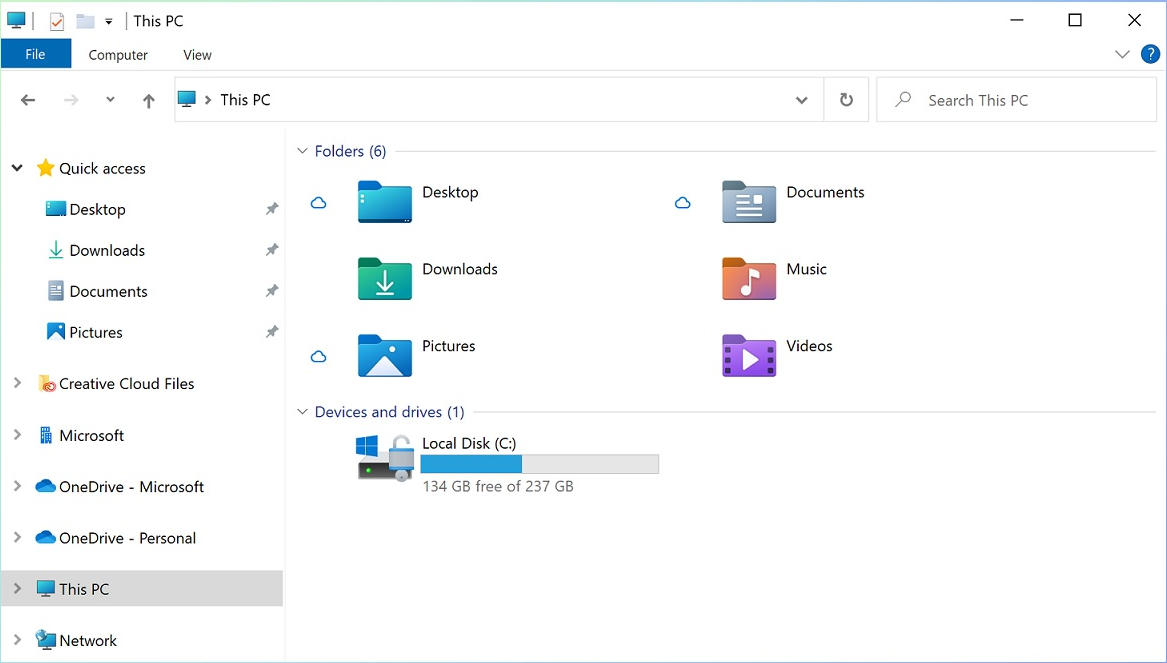 This PC
File Computer View ?
This PC Search This PC
Quick access
Desktop
Downloads
Documents
Pictures
Creative Cloud Files
Microsoft
OneDrive - Microsoft
OneDrive - Personal
This PC
Network
Folders (6)
Desktop Documents
Downloads Music
Pictures Videos
Devices and drives (1)
Local Disk (C:)
134 GB free of 237 GB